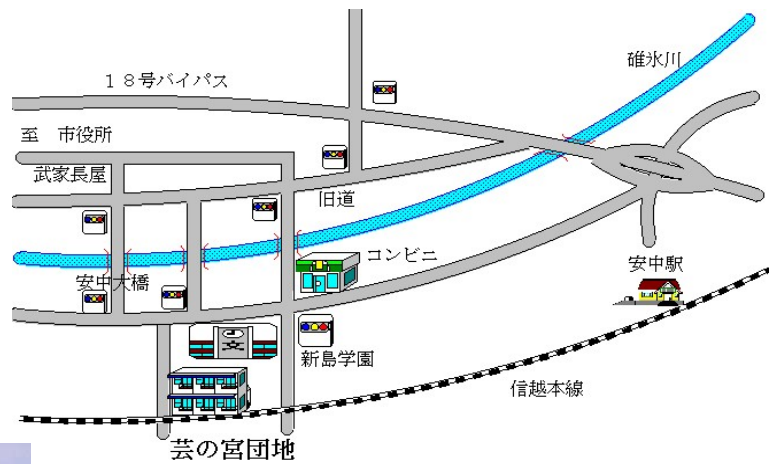 碓氷川
１８号バイパス
至　市役所
武家長屋
旧道
コンビニ
安中駅
安中大橋
新島学園
信越本線
芸の宮団地